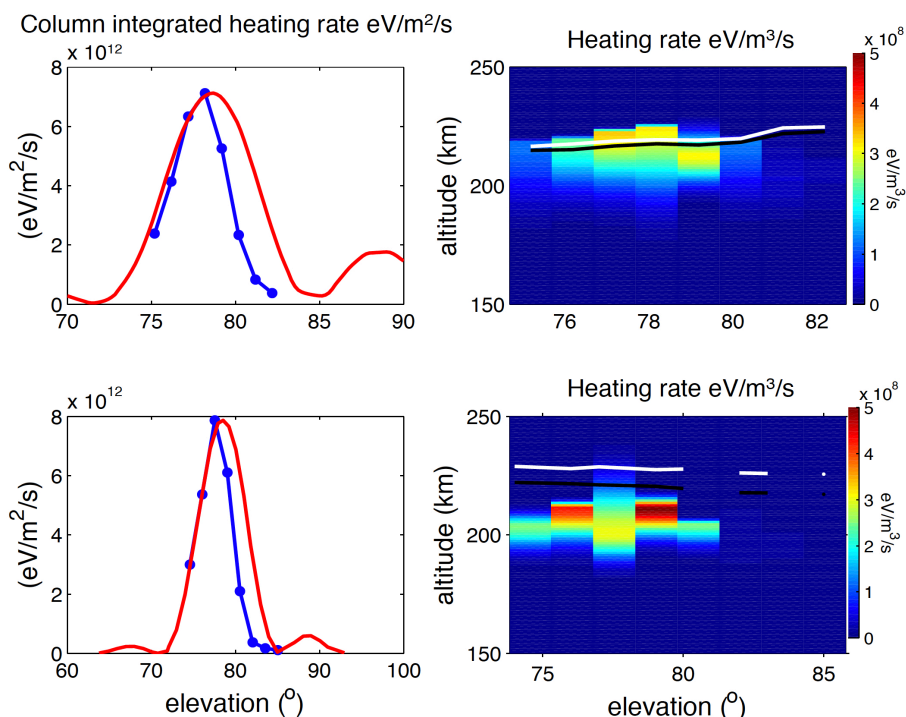 Column integrated heating rate eV/m²/s
x 10¹²
8
6
4
2
0
(eV/m²/s)
70 75 80 85 90
Heating rate eV/m³/s
x 10⁸
250
200
150
altitude (km)
76 78 80 82
5
4
3
2
1
0
eV/m³/s
x 10¹²
8
6
4
2
0
(eV/m²/s)
60 70 80 90 100
elevation (°)
Heating rate eV/m³/s
x 10⁸
250
200
150
altitude (km)
75 80 85
elevation (°)
5
4
3
2
1
0
eV/m³/s